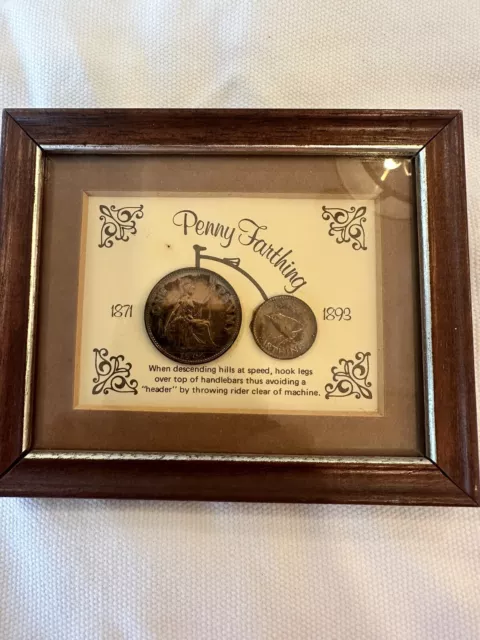 Penny Farthing
1871
1893
When descending hills at speed, hook legs
over top of handlebars thus avoiding a
"header" by throwing rider clear of machine.